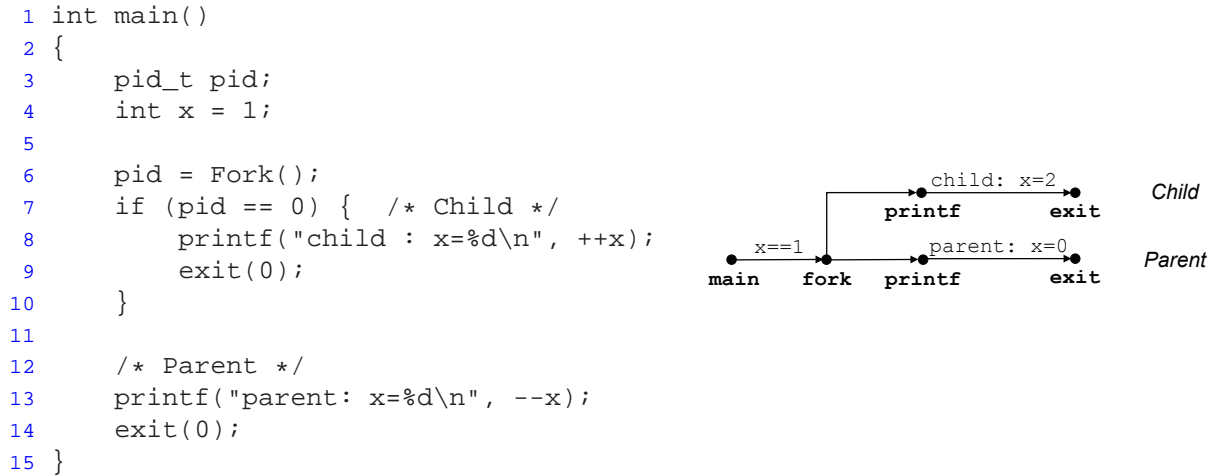 1 int main()
2 {
3     pid_t pid;
4     int x = 1;
5
6     pid = Fork();
7     if (pid == 0) {  /* Child */
8         printf("child : x=%d\n", ++x);
9         exit(0);
10     }
11
12     /* Parent */
13     printf("parent: x=%d\n", --x);
14     exit(0);
15 }
child: x=2
Child
printf exit
x==1 parent: x=0
Parent
main fork printf exit